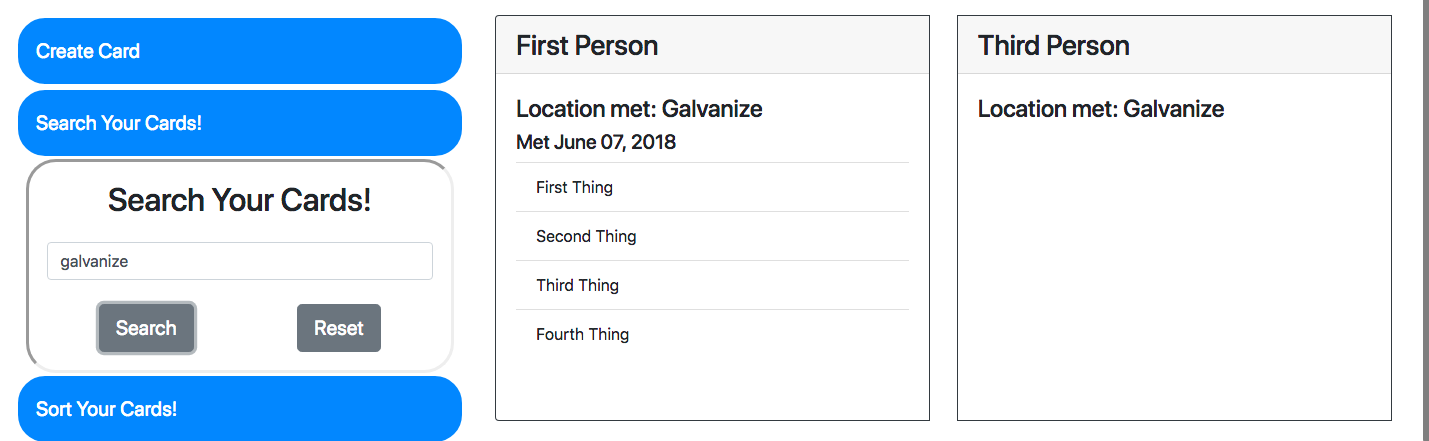 Create Card
Search Your Cards!
Search Your Cards!
galvanize
Search
Reset
Sort Your Cards!
First Person
Location met: Galvanize
Met June 07, 2018
First Thing
Second Thing
Third Thing
Fourth Thing
Third Person
Location met: Galvanize